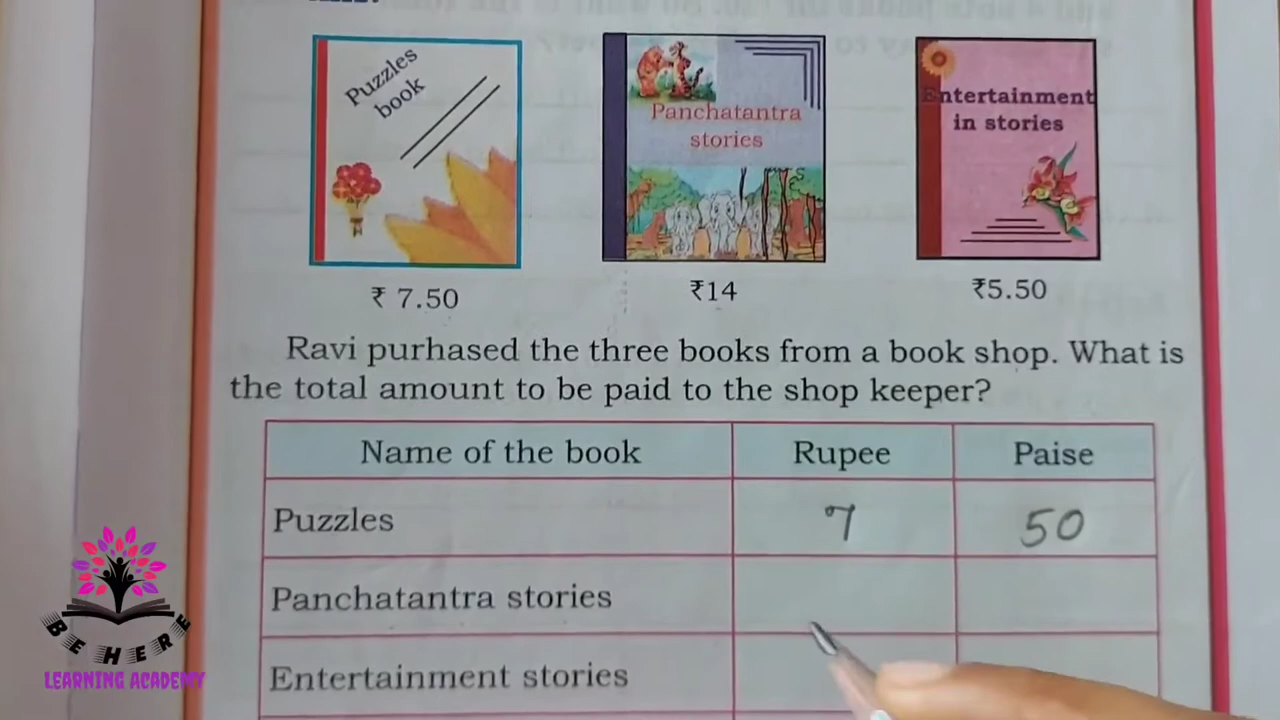 Puzzles
book
Panchatantra
stories
Entertainment
in stories
₹ 7.50
₹14
₹5.50
Ravi purhased the three books from a book shop. What is
the total amount to be paid to the shop keeper?
Name of the book Rupee Paise
Puzzles 7 50
Panchatantra stories
Entertainment stories
BEHERE
LEARNING ACADEMY